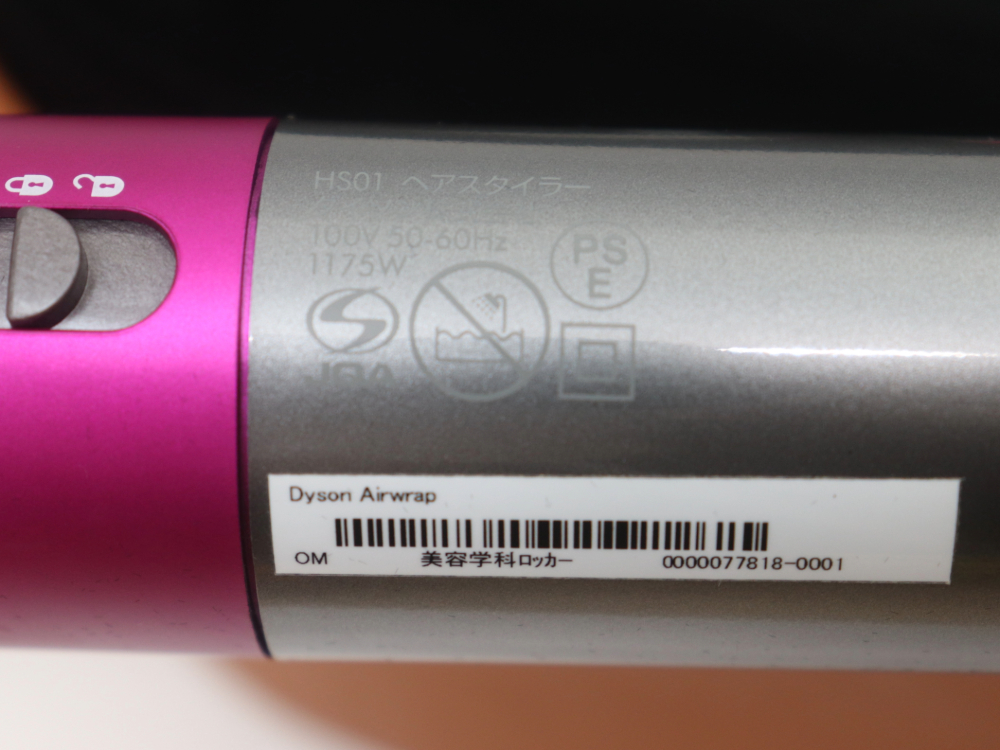 HS01 ヘアスタイラー
100V 50-60Hz
1175W
PS
E
JQA
Dyson Airwrap
OM 美容学科ロッカー 0000077818-0001